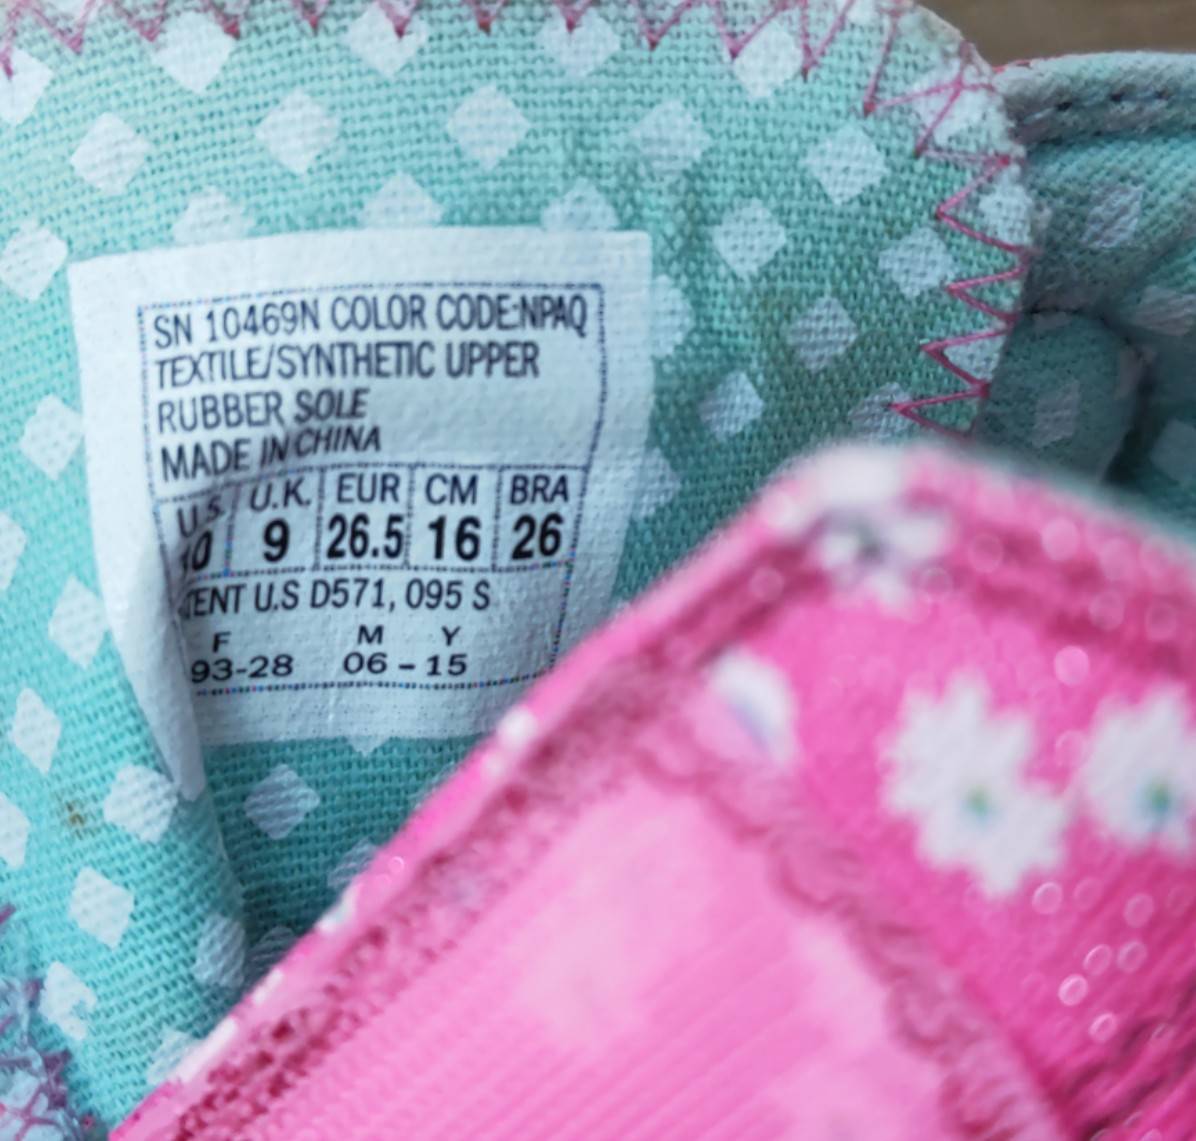 SN 10469N COLOR CODE:NPAQ
TEXTILE/SYNTHETIC UPPER
RUBBER SOLE
MADE IN CHINA
U.S. U.K. EUR CM BRA
10 9 26.5 16 26
TENT U.S D571, 095 S
F M Y
93-28 06-15